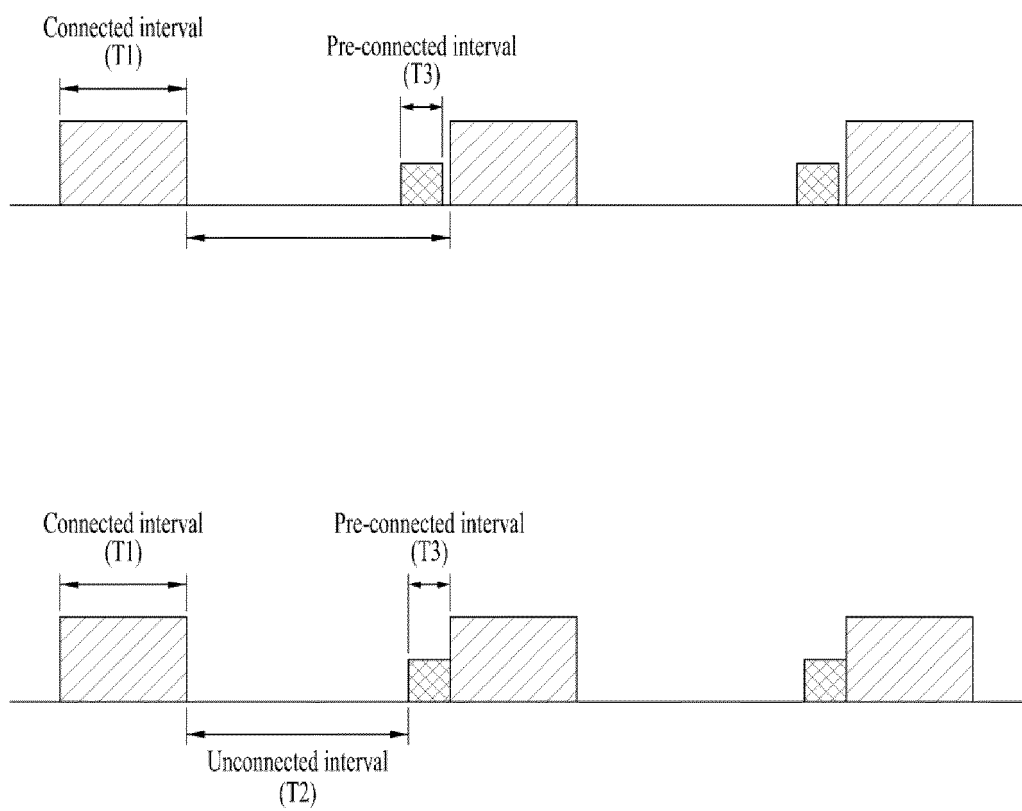 Connected interval
(T1)
Pre-connected interval
(T3)
Connected interval
(T1)
Pre-connected interval
(T3)
Unconnected interval
(T2)